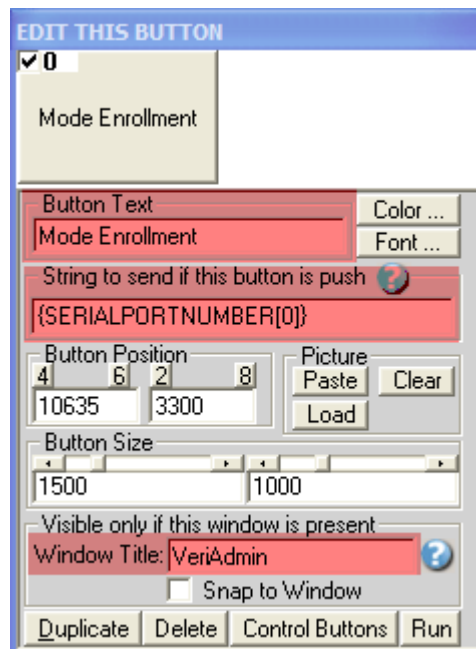 EDIT THIS BUTTON
0
Mode Enrollment
Button Text
Color ...
Mode Enrollment
Font ...
String to send if this button is push ?
{SERIALPORTNUMBER[0]}
Button Position
Picture
4 6 2 8
Paste Clear
10635 3300
Load
Button Size
1500 1000
Visible only if this window is present
Window Title: VeriAdmin ?
Snap to Window
Duplicate Delete Control Buttons Run